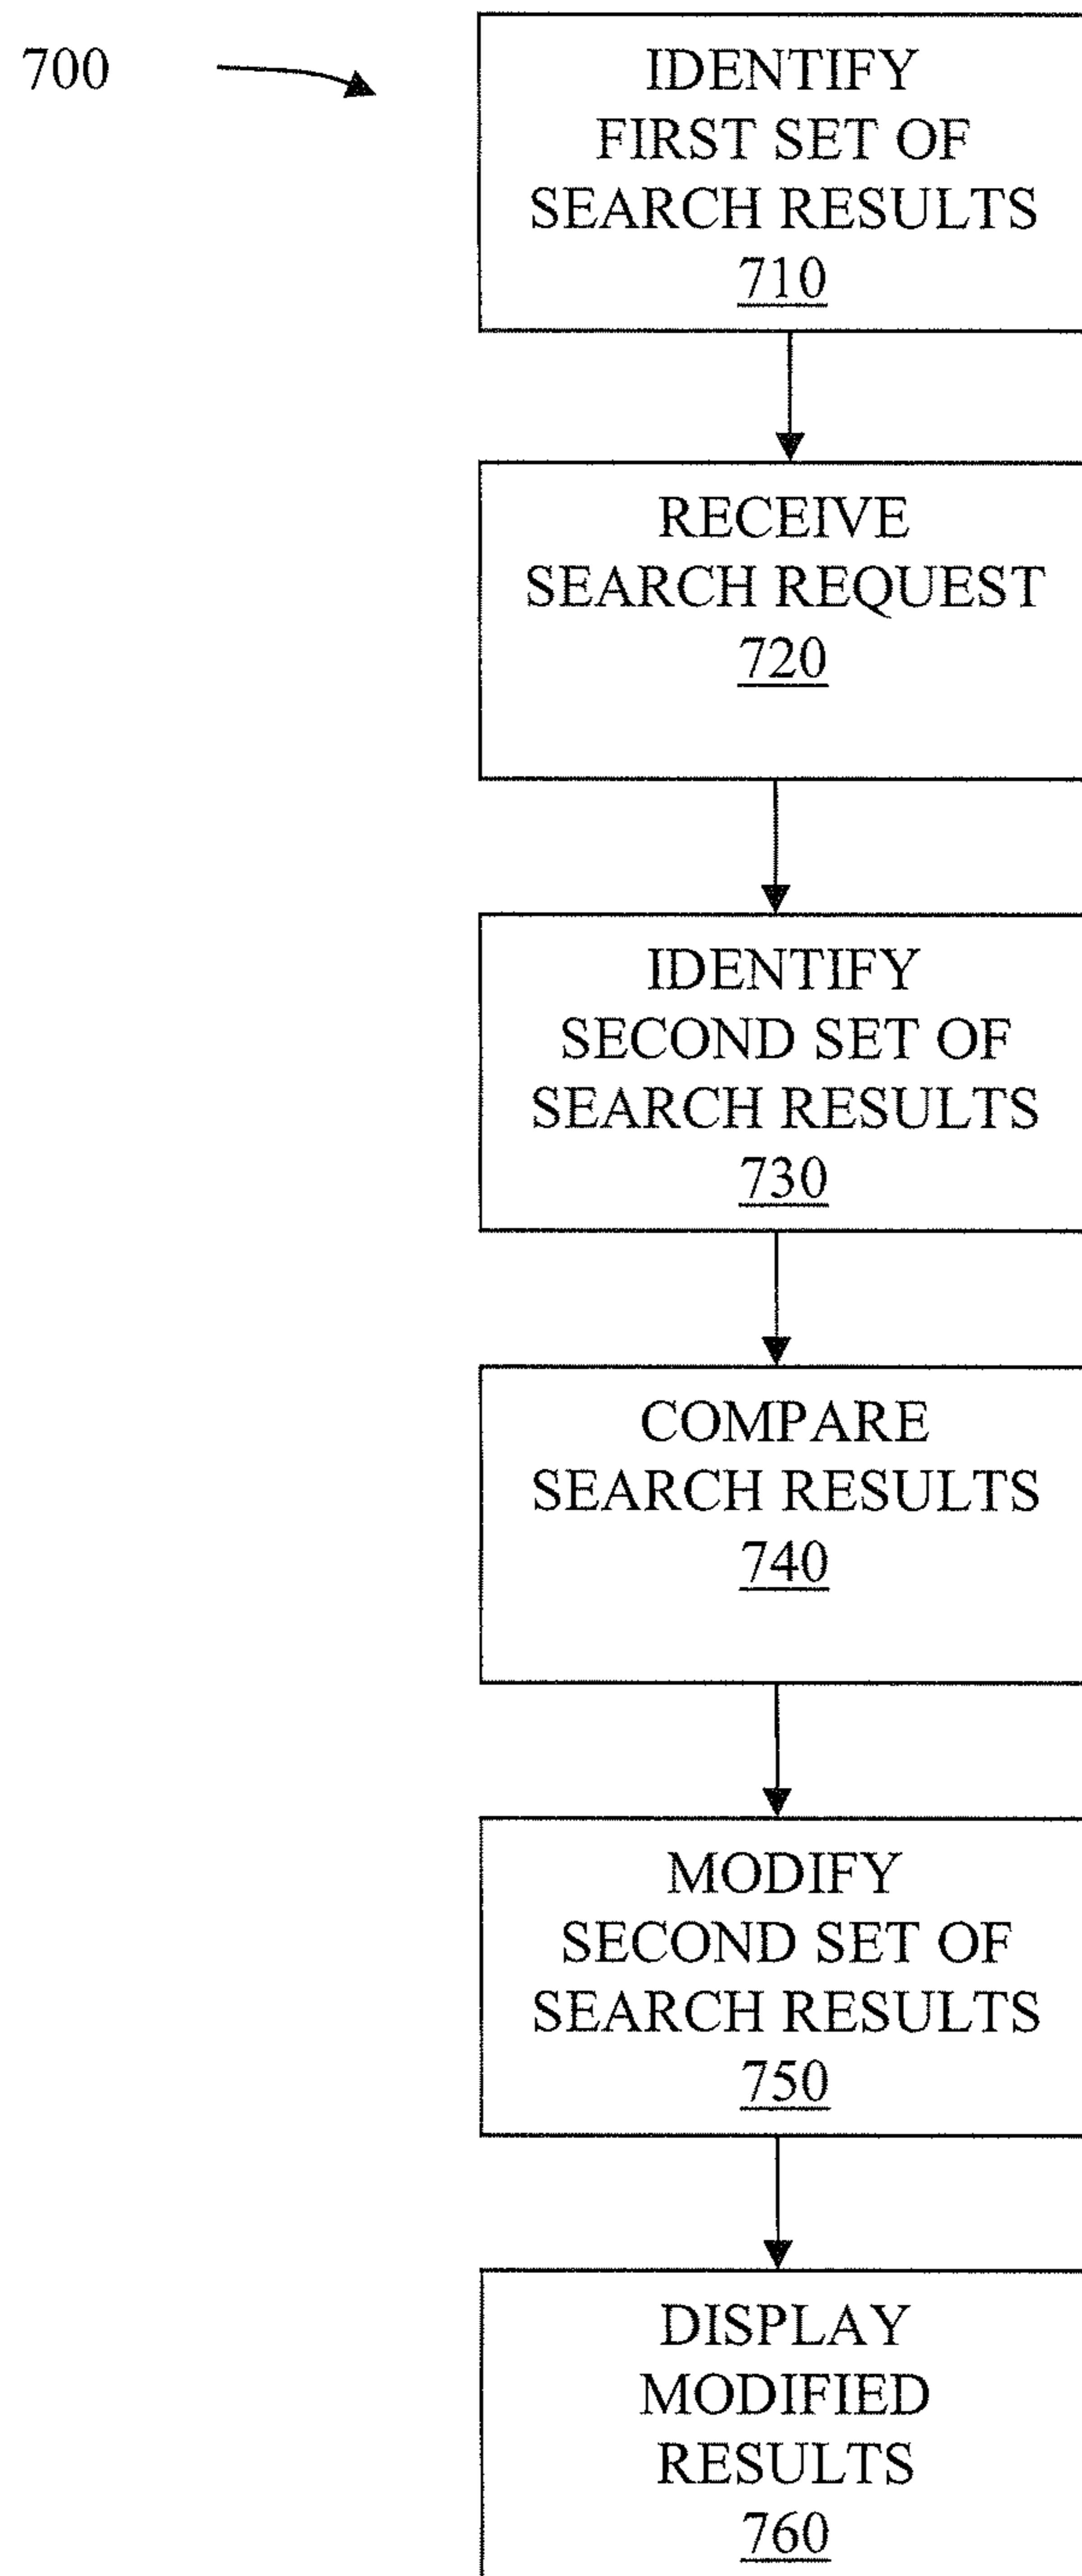 700
IDENTIFY
FIRST SET OF
SEARCH RESULTS
710
RECEIVE
SEARCH REQUEST
720
IDENTIFY
SECOND SET OF
SEARCH RESULTS
730
COMPARE
SEARCH RESULTS
740
MODIFY
SECOND SET OF
SEARCH RESULTS
750
DISPLAY
MODIFIED
RESULTS
760